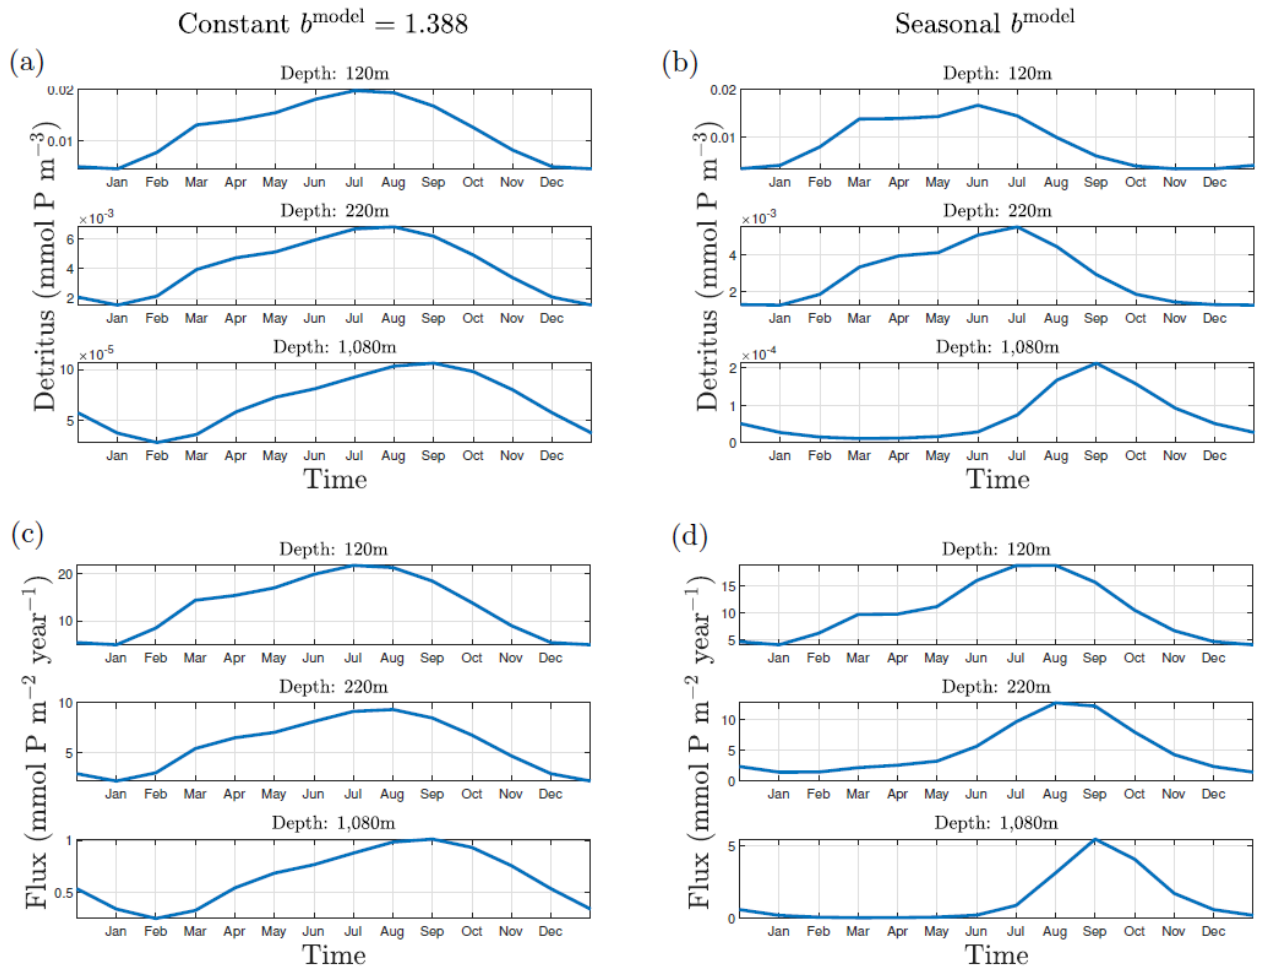 Constant b^model = 1.388
Seasonal b^model
(a)
Depth: 120m
0.02
0.01
Jan Feb Mar Apr May Jun Jul Aug Sep Oct Nov Dec
Depth: 220m
×10^-3
6
4
2
Jan Feb Mar Apr May Jun Jul Aug Sep Oct Nov Dec
Depth: 1,080m
×10^-5
10
5
Jan Feb Mar Apr May Jun Jul Aug Sep Oct Nov Dec
Detritus (mmol P m^−3)
Time
(b)
Depth: 120m
0.02
0.01
Jan Feb Mar Apr May Jun Jul Aug Sep Oct Nov Dec
Depth: 220m
×10^-3
4
2
Jan Feb Mar Apr May Jun Jul Aug Sep Oct Nov Dec
Depth: 1,080m
×10^-4
2
1
0
Jan Feb Mar Apr May Jun Jul Aug Sep Oct Nov Dec
Detritus (mmol P m^−3)
Time
(c)
Depth: 120m
20
10
Jan Feb Mar Apr May Jun Jul Aug Sep Oct Nov Dec
Depth: 220m
10
5
Jan Feb Mar Apr May Jun Jul Aug Sep Oct Nov Dec
Depth: 1,080m
1
0.5
Jan Feb Mar Apr May Jun Jul Aug Sep Oct Nov Dec
Flux (mmol P m^−2 year^−1)
Time
(d)
Depth: 120m
15
10
5
Jan Feb Mar Apr May Jun Jul Aug Sep Oct Nov Dec
Depth: 220m
10
5
0
Jan Feb Mar Apr May Jun Jul Aug Sep Oct Nov Dec
Depth: 1,080m
5
0
Jan Feb Mar Apr May Jun Jul Aug Sep Oct Nov Dec
Flux (mmol P m^−2 year^−1)
Time